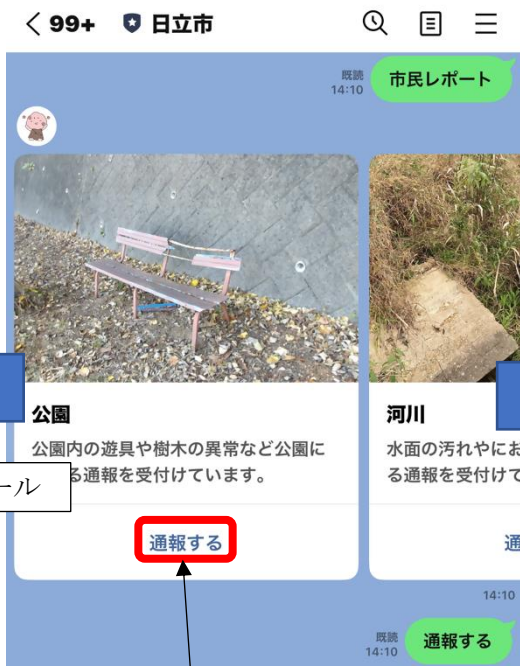 99+ 日立市
既読
14:10
市民レポート
公園
公園内の遊具や樹木の異常など公園に
る通報を受付けています。
ール
通報する
河川
水面の汚れやにお
る通報を受付けて
通
14:10
既読
14:10
通報する